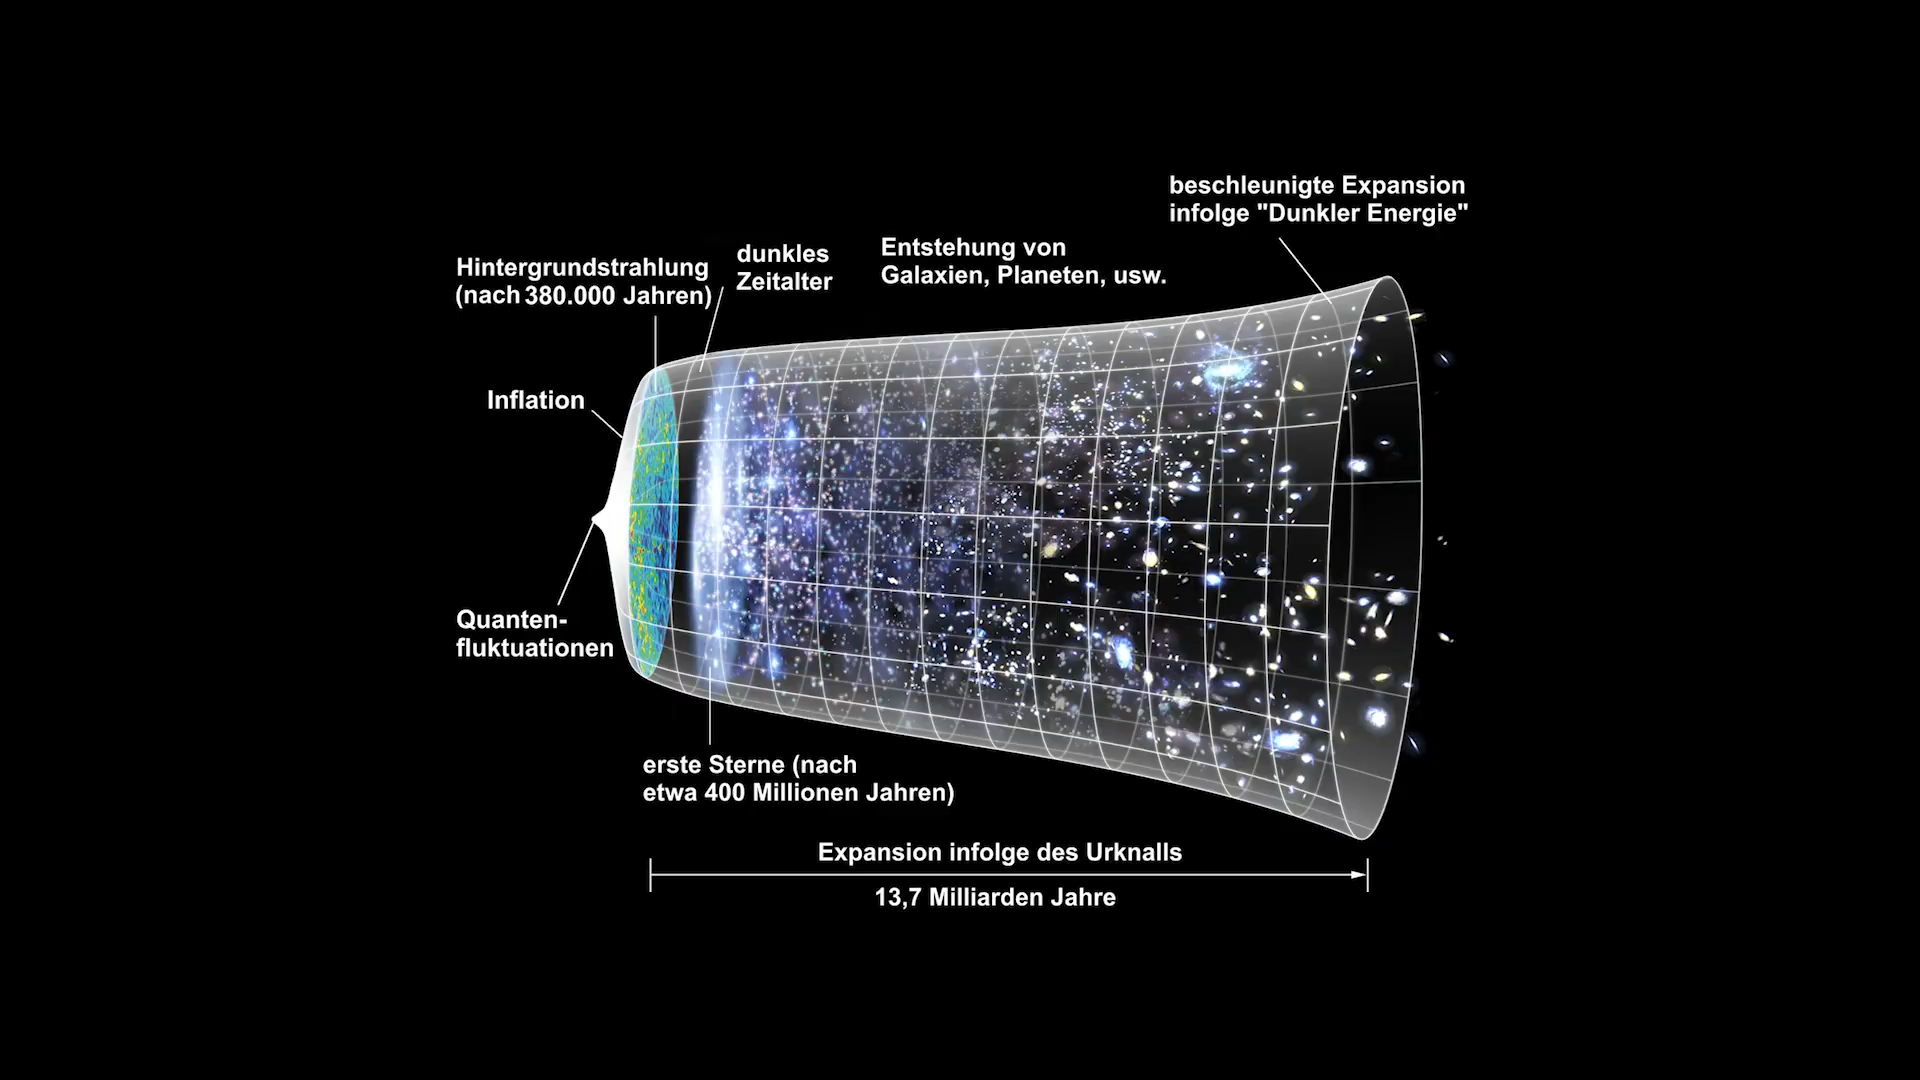 beschleunigte Expansion
infolge "Dunkler Energie"
Entstehung von
Galaxien, Planeten, usw.
dunkles
Zeitalter
Hintergrundstrahlung
(nach 380.000 Jahren)
Inflation
Quanten-
fluktuationen
erste Sterne (nach
etwa 400 Millionen Jahren)
Expansion infolge des Urknalls
13,7 Milliarden Jahre